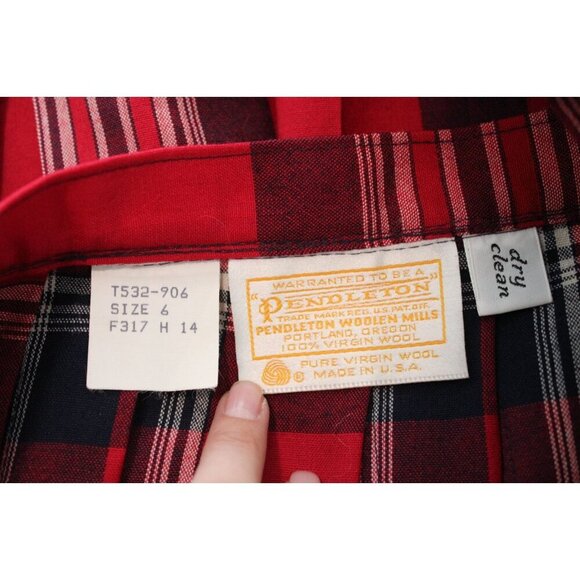 T532-906
SIZE 6
F317 H 14
WARRANTED TO BE A
"PENDLETON"
TRADE MARK REG. U.S. PAT. OFF.
PENDLETON WOOLEN MILLS
PORTLAND, OREGON
100% VIRGIN WOOL
PURE VIRGIN WOOL
® MADE IN U.S.A.
dry
clean